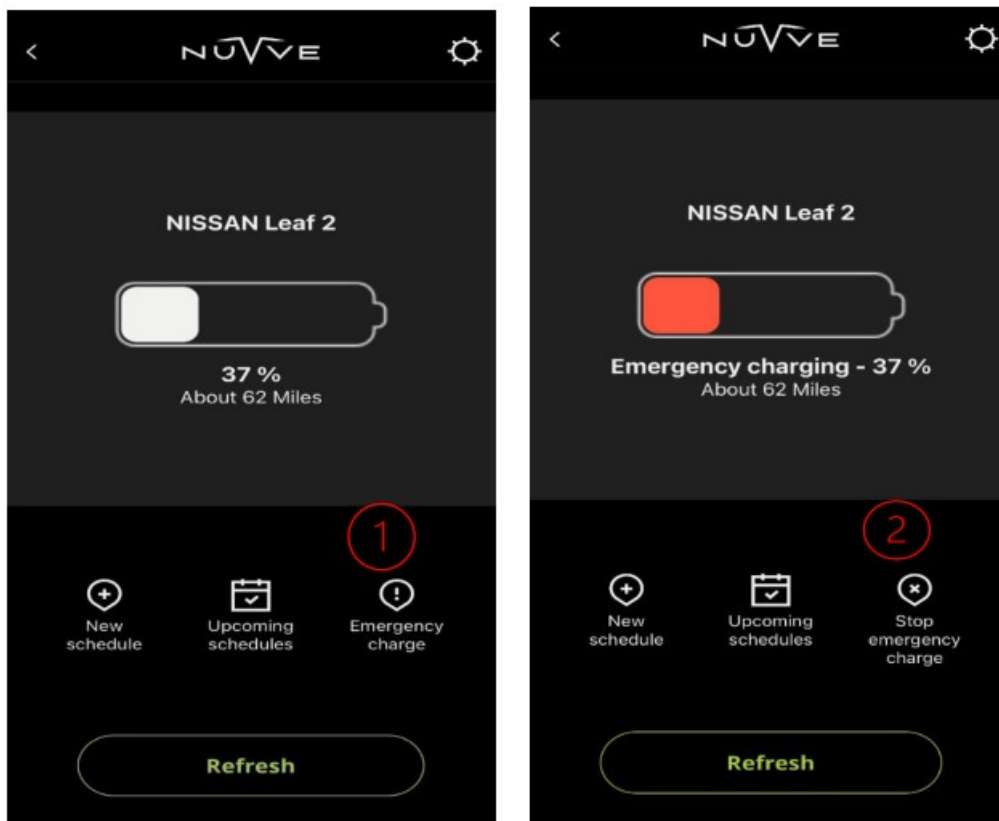 NUVVE
NISSAN Leaf 2
37 %
About 62 Miles
1
New
schedule
Upcoming
schedules
Emergency
charge
Refresh
NUVVE
NISSAN Leaf 2
Emergency charging - 37 %
About 62 Miles
2
New
schedule
Upcoming
schedules
Stop
emergency
charge
Refresh